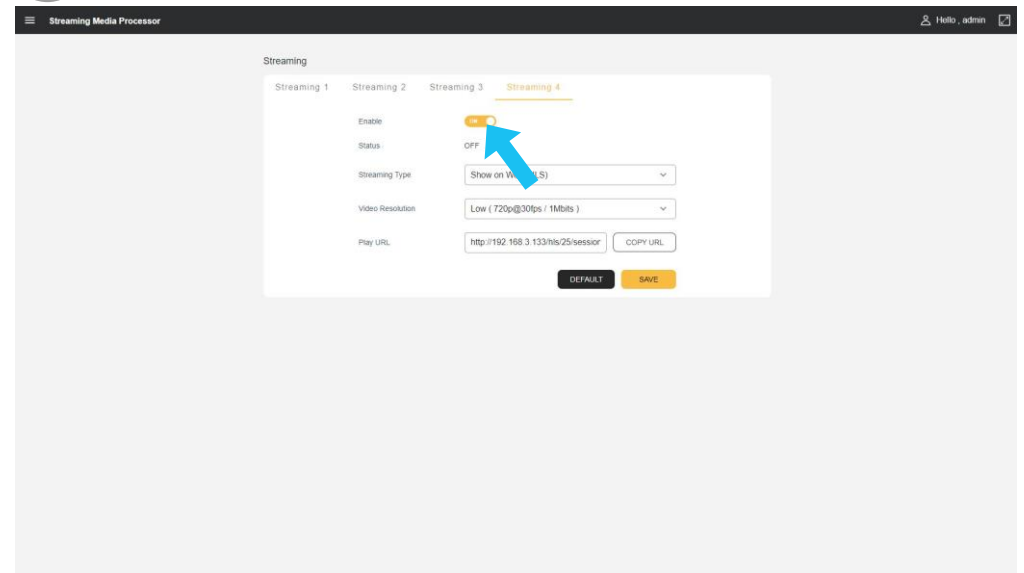 Streaming Media Processor
Hello , admin
Streaming
Streaming 1 Streaming 2 Streaming 3 Streaming 4
Enable ON
Status OFF
Streaming Type Show on W LS)
Video Resolution Low ( 720p@30fps / 1Mbits )
Play URL http://192.168.3.133/hls/25/session COPY URL
DEFAULT SAVE